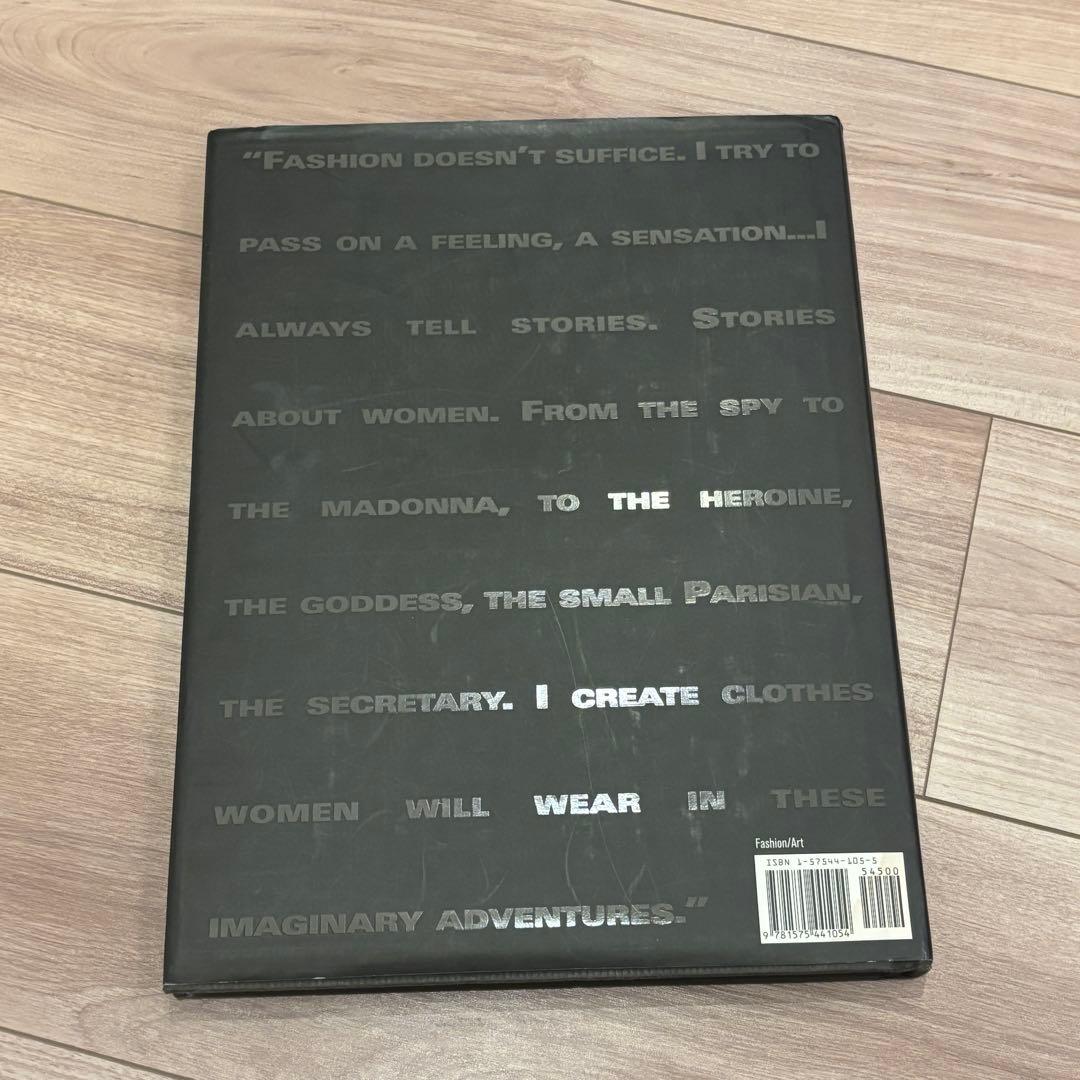 “FASHION DOESN’T SUFFICE. I TRY TO
PASS ON A FEELING, A SENSATION...I
ALWAYS TELL STORIES. STORIES
ABOUT WOMEN. FROM THE SPY TO
THE MADONNA, TO THE HEROINE,
THE GODDESS, THE SMALL PARISIAN,
THE SECRETARY. I CREATE CLOTHES
WOMEN WILL WEAR IN THESE
IMAGINARY ADVENTURES.”
Fashion/Art
ISBN 1-57544-105-5
54500
9 781575 441054